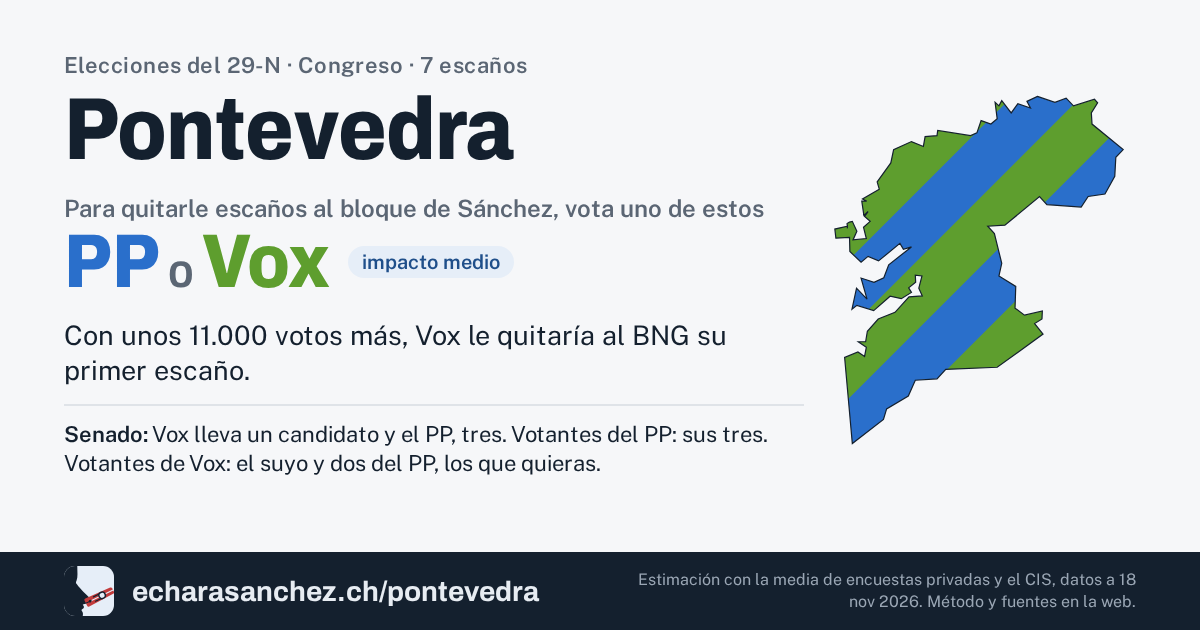 Elecciones del 29-N · Congreso · 7 escaños
Pontevedra
Para quitarle escaños al bloque de Sánchez, vota uno de estos
PP o Vox impacto medio
Con unos 11.000 votos más, Vox le quitaría al BNG su
primer escaño.
Senado: Vox lleva un candidato y el PP, tres. Votantes del PP: sus tres.
Votantes de Vox: el suyo y dos del PP, los que quieras.
echarasanchez.ch/pontevedra
Estimación con la media de encuestas privadas y el CIS, datos a 18
nov 2026. Método y fuentes en la web.